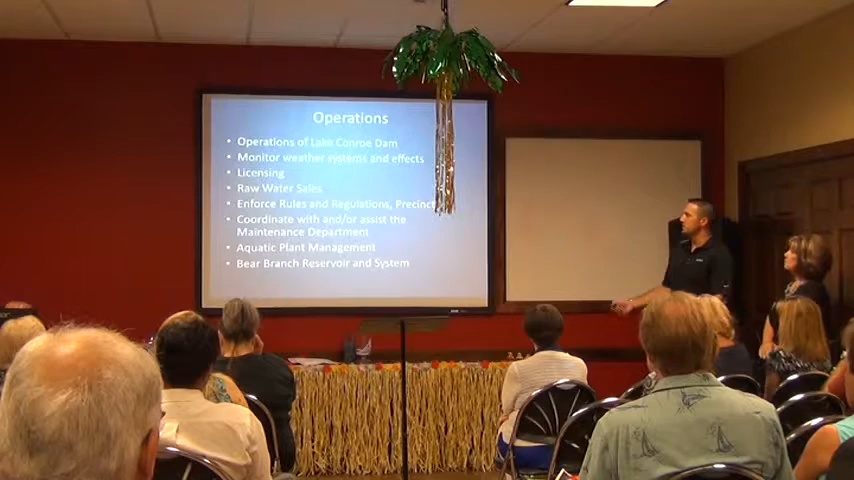 Operations
• Operations of Lake Conroe Dam
• Monitor weather systems and effects
• Licensing
• Raw Water Sales
• Enforce Rules and Regulations, Precinct
• Coordinate with and/or assist the
Maintenance Department
• Aquatic Plant Management
• Bear Branch Reservoir and System